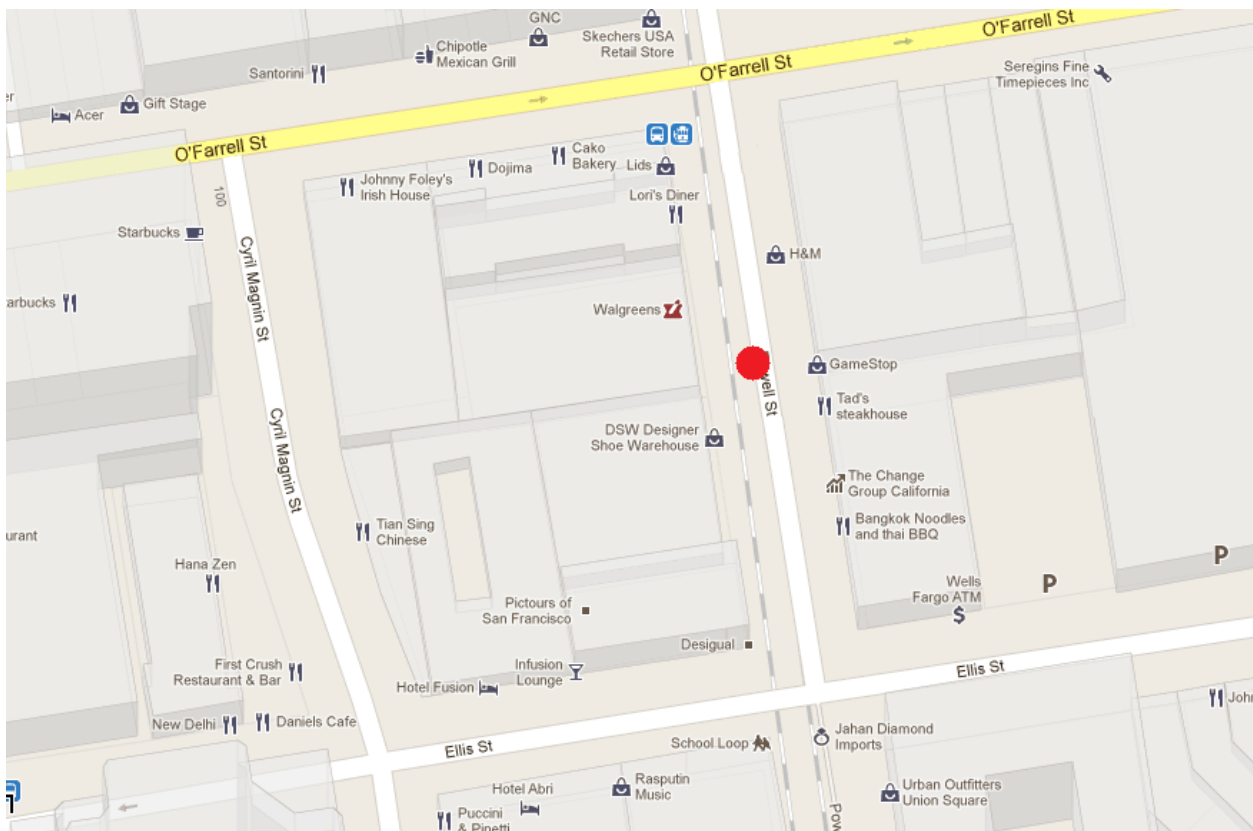 GNC
Skechers USA
Retail Store
O'Farrell St
Chipotle
Mexican Grill
Santorini
O'Farrell St
Seregins Fine
Timepieces Inc
er
Acer
Gift Stage
O'Farrell St
Cako
Bakery
Dojima
Lids
Johnny Foley's
Irish House
Lori's Diner
100
Starbucks
Cyril Magnin St
H&M
arbucks
Walgreens
GameStop
well St
Tad's
steakhouse
Cyril Magnin St
DSW Designer
Shoe Warehouse
The Change
Group California
Tian Sing
Chinese
Bangkok Noodles
and thai BBQ
urant
P
Hana Zen
Wells
Fargo ATM
$
P
Pictours of
San Francisco
Desigual
First Crush
Restaurant & Bar
Infusion
Lounge
Ellis St
Hotel Fusion
John
New Delhi
Daniels Cafe
Ellis St
School Loop
Jahan Diamond
Imports
Hotel Abri
Rasputin
Music
Urban Outfitters
Union Square
Puccini
& Pinetti
Pow